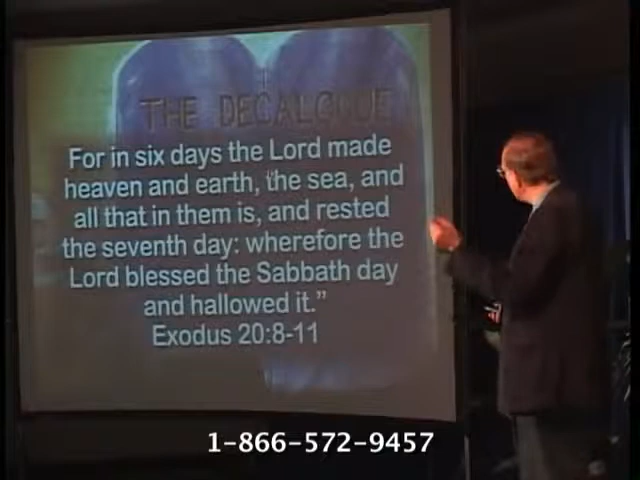 THE DECALOGUE
For in six days the Lord made
heaven and earth, the sea, and
all that in them is, and rested
the seventh day: wherefore the
Lord blessed the Sabbath day
and hallowed it.”
Exodus 20:8-11
1-866-572-9457